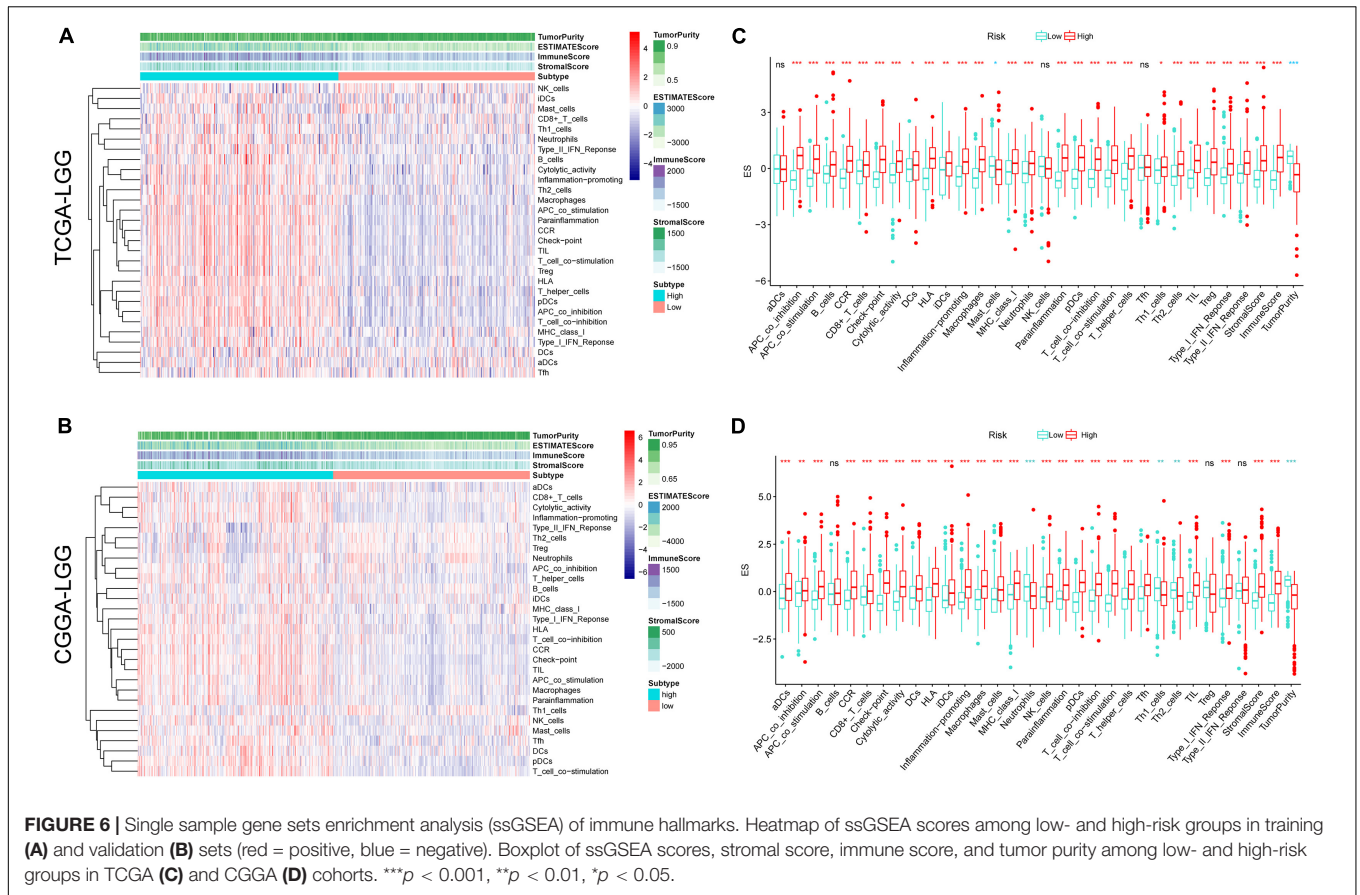 A
TCGA-LGG
TumorPurity
ESTIMATEScore
ImmuneScore
StromalScore
Subtype
NK_cells
iDCs
Mast_cells
CD8+_T_cells
Th1_cells
Neutrophils
Type_II_IFN_Reponse
B_cells
Cytolytic_activity
Inflammation-promoting
Th2_cells
Macrophages
APC_co_stimulation
Parainflammation
CCR
Check-point
TIL
T_cell_co-stimulation
Treg
HLA
T_helper_cells
pDCs
APC_co_inhibition
T_cell_co-inhibition
MHC_class_I
Type_I_IFN_Reponse
DCs
aDCs
Tfh
4
2
0
-2
-4
TumorPurity
0.9
0.5
ESTIMATEScore
3000
-3000
ImmuneScore
2000
-1500
StromalScore
1500
-1500
Subtype
High
Low
C
Risk Low High
ns *** *** *** *** *** *** *** * *** ** *** *** * *** *** ns *** *** *** *** *** ns * *** *** *** *** *** *** *** ***
ES
3
0
-3
-6
aDCs
APC_co_inhibition
APC_co_stimulation
B_cells
CCR
CD8+_T_cells
Check-point
Cytolytic_activity
DCs
HLA
iDCs
Inflammation-promoting
Macrophages
Mast_cells
MHC_class_I
Neutrophils
NK_cells
Parainflammation
pDCs
T_cell_co-inhibition
T_cell_co-stimulation
T_helper_cells
Tfh
Th1_cells
Th2_cells
TIL
Treg
Type_I_IFN_Reponse
Type_II_IFN_Reponse
StromalScore
ImmuneScore
TumorPurity
B
CGGA-LGG
TumorPurity
ESTIMATEScore
ImmuneScore
StromalScore
Subtype
aDCs
CD8+_T_cells
Cytolytic_activity
Inflammation-promoting
Type_II_IFN_Reponse
Th2_cells
Treg
Neutrophils
APC_co_inhibition
T_helper_cells
B_cells
iDCs
MHC_class_I
Type_I_IFN_Reponse
HLA
T_cell_co-inhibition
CCR
Check-point
TIL
APC_co_stimulation
Macrophages
Parainflammation
Th1_cells
NK_cells
Mast_cells
Tfh
DCs
pDCs
T_cell_co-stimulation
6
4
2
0
-2
-4
-6
TumorPurity
0.95
0.65
ESTIMATEScore
2000
-3000
ImmuneScore
1500
-1500
StromalScore
500
-2000
Subtype
high
low
D
Risk Low High
*** ** *** ns *** *** *** *** *** *** *** *** *** *** *** *** *** *** *** *** *** *** *** ** ** *** ns *** ns *** *** ***
ES
5.0
2.5
0.0
-2.5
aDCs
APC_co_inhibition
APC_co_stimulation
B_cells
CCR
CD8+_T_cells
Check-point
Cytolytic_activity
DCs
HLA
iDCs
Inflammation-promoting
Macrophages
Mast_cells
MHC_class_I
Neutrophils
NK_cells
Parainflammation
pDCs
T_cell_co-inhibition
T_cell_co-stimulation
T_helper_cells
Tfh
Th1_cells
Th2_cells
TIL
Treg
Type_I_IFN_Reponse
Type_II_IFN_Reponse
StromalScore
ImmuneScore
TumorPurity
FIGURE 6 | Single sample gene sets enrichment analysis (ssGSEA) of immune hallmarks. Heatmap of ssGSEA scores among low- and high-risk groups in training
(A) and validation (B) sets (red = positive, blue = negative). Boxplot of ssGSEA scores, stromal score, immune score, and tumor purity among low- and high-risk
groups in TCGA (C) and CGGA (D) cohorts. ***p < 0.001, **p < 0.01, *p < 0.05.